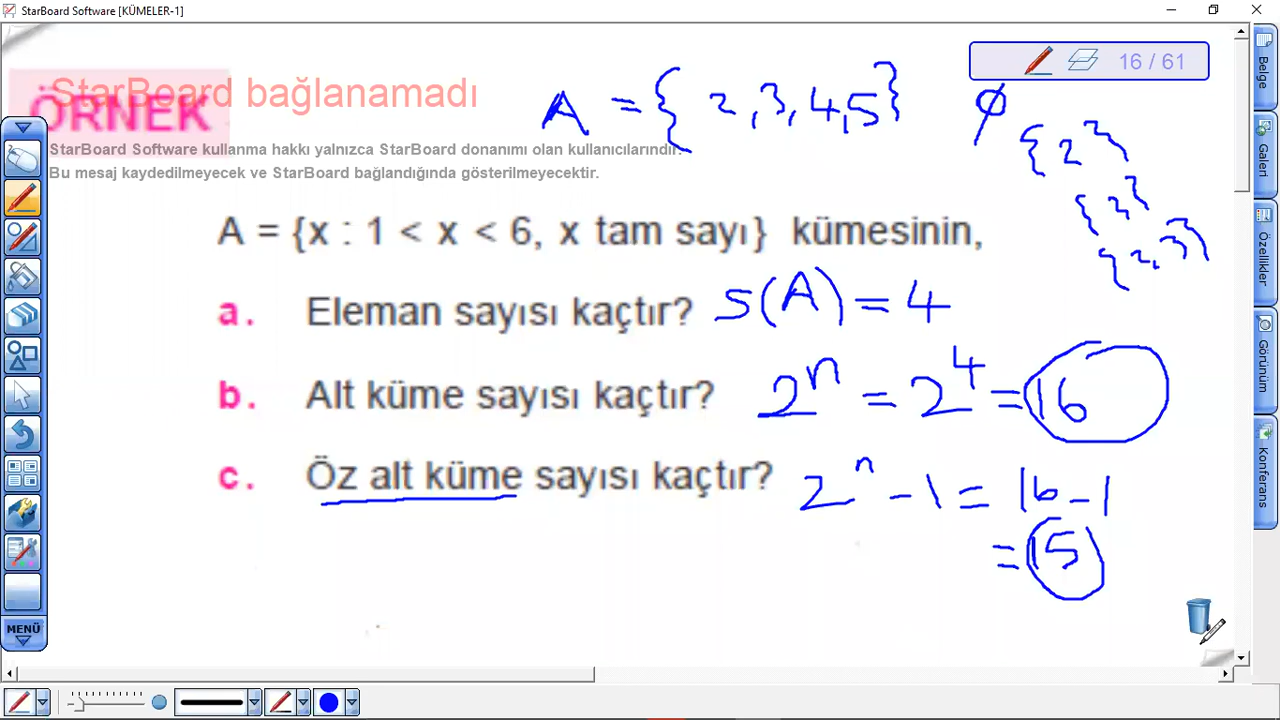 StarBoard Software [KÜMELER-1]
16 / 61
StarBoard bağlanamadı
ÖRNEK
StarBoard Software kullanma hakkı yalnızca StarBoard donanımı olan kullanıcılarındır.
Bu mesaj kaydedilmeyecek ve StarBoard bağlandığında gösterilmeyecektir.
A = { 2, 3, 4, 5 } ∅
{ 2 }
{ 3 }
{ 2, 3 }
A = {x : 1 < x < 6, x tam sayı} kümesinin,
a. Eleman sayısı kaçtır? s(A) = 4
b. Alt küme sayısı kaçtır? 2ⁿ = 2⁴ = 16
c. Öz alt küme sayısı kaçtır? 2ⁿ - 1 = 16 - 1
= 15
MENÜ
Belge
Galeri
Özellikler
Görünüm
Konferans